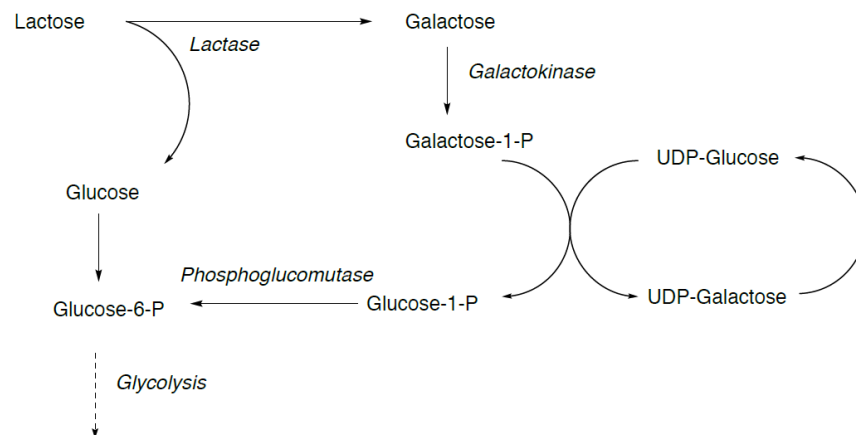 Lactose
Galactose
Lactase
Galactokinase
Galactose-1-P
UDP-Glucose
Glucose
Phosphoglucomutase
Glucose-6-P
Glucose-1-P
UDP-Galactose
Glycolysis